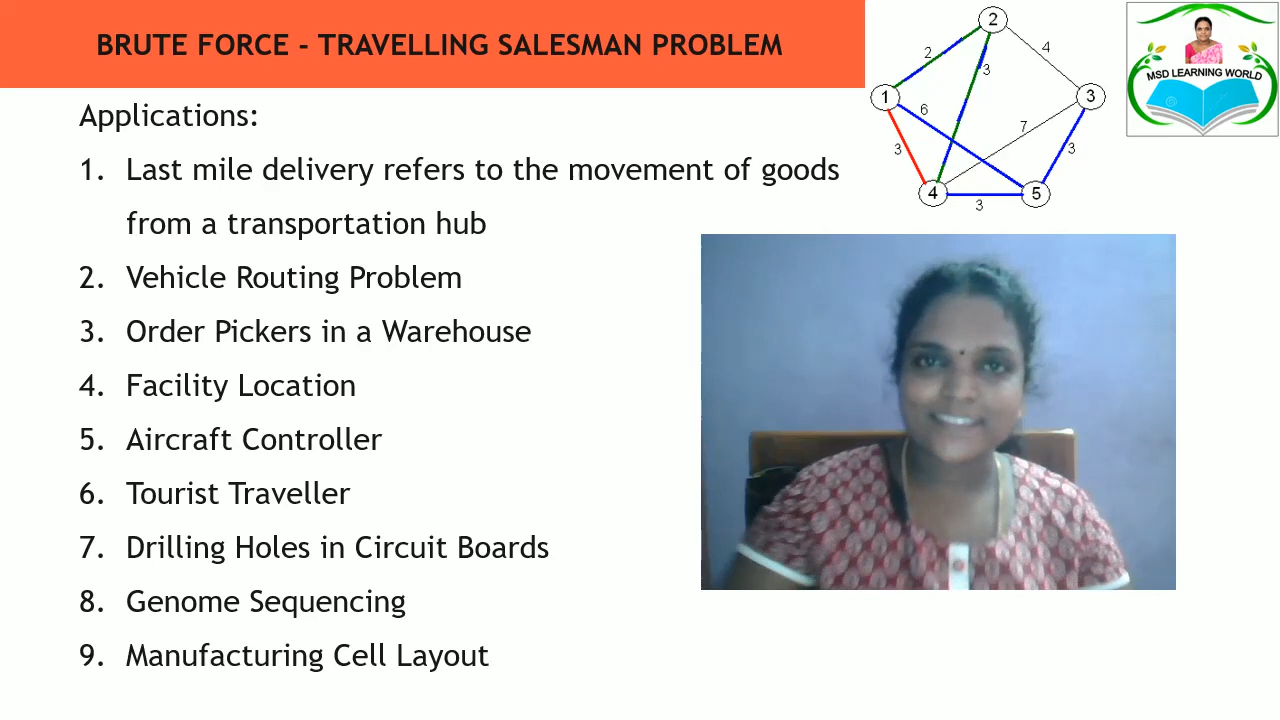 BRUTE FORCE - TRAVELLING SALESMAN PROBLEM
Applications:
1. Last mile delivery refers to the movement of goods
from a transportation hub
2. Vehicle Routing Problem
3. Order Pickers in a Warehouse
4. Facility Location
5. Aircraft Controller
6. Tourist Traveller
7. Drilling Holes in Circuit Boards
8. Genome Sequencing
9. Manufacturing Cell Layout
2
2
4
3
1
6
3
7
3
3
4
5
3
MSD LEARNING WORLD